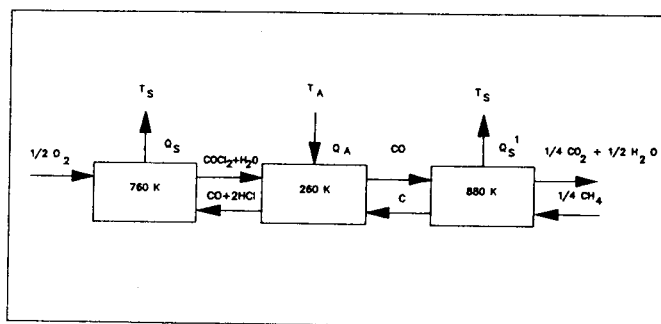 T_S
T_A
T_S
1/2 O_2
Q_S
COCl_2+H_2O
Q_A
CO
Q_S^1
1/4 CO_2 + 1/2 H_2O
760 K
260 K
880 K
CO+2HCl
C
1/4 CH_4